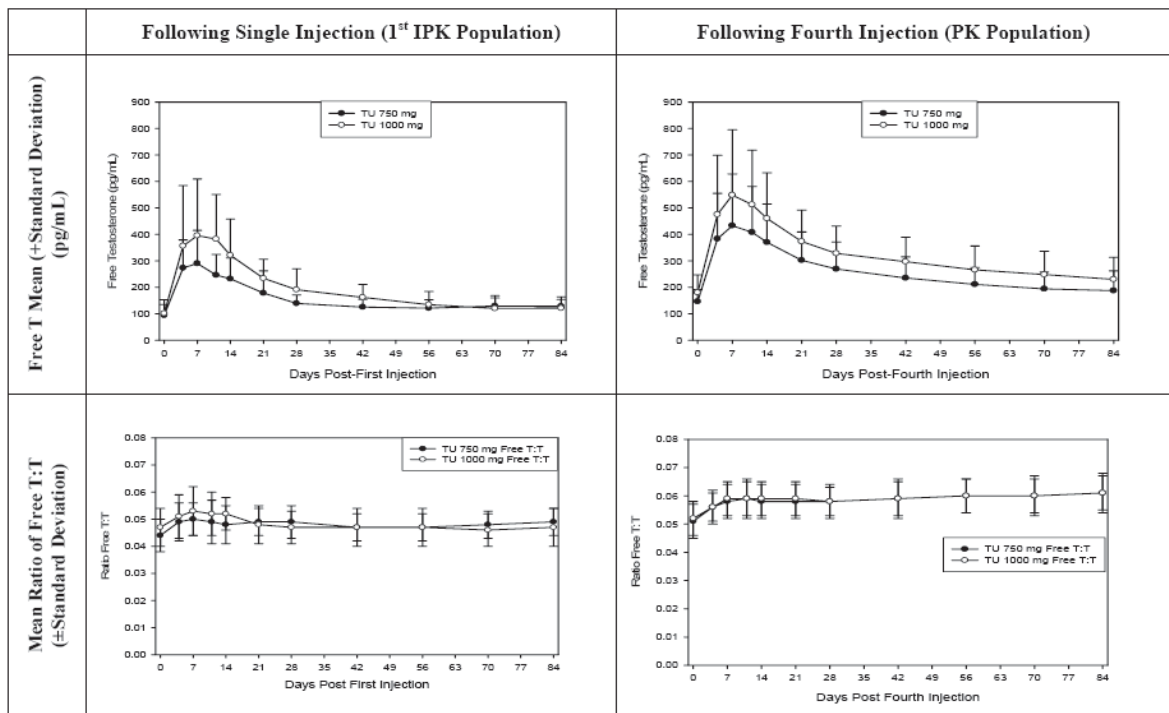 Following Single Injection (1st IPK Population)
Following Fourth Injection (PK Population)
Free T Mean (+Standard Deviation)
(pg/mL)
900
800
700
600
500
400
300
200
100
0
Free Testosterone (pg/mL)
TU 750 mg
TU 1000 mg
0 7 14 21 28 35 42 49 56 63 70 77 84
Days Post-First Injection
900
800
700
600
500
400
300
200
100
0
Free Testosterone (pg/mL)
TU 750 mg
TU 1000 mg
0 7 14 21 28 35 42 49 56 63 70 77 84
Days Post-Fourth Injection
Mean Ratio of Free T:T
(±Standard Deviation)
0.08
0.07
0.06
0.05
0.04
0.03
0.02
0.01
0.00
Ratio Free T:T
TU 750 mg Free T:T
TU 1000 mg Free T:T
0 7 14 21 28 35 42 49 56 63 70 77 84
Days Post First Injection
0.08
0.07
0.06
0.05
0.04
0.03
0.02
0.01
0.00
Ratio Free T:T
TU 750 mg Free T:T
TU 1000 mg Free T:T
0 7 14 21 28 35 42 49 56 63 70 77 84
Days Post Fourth Injection